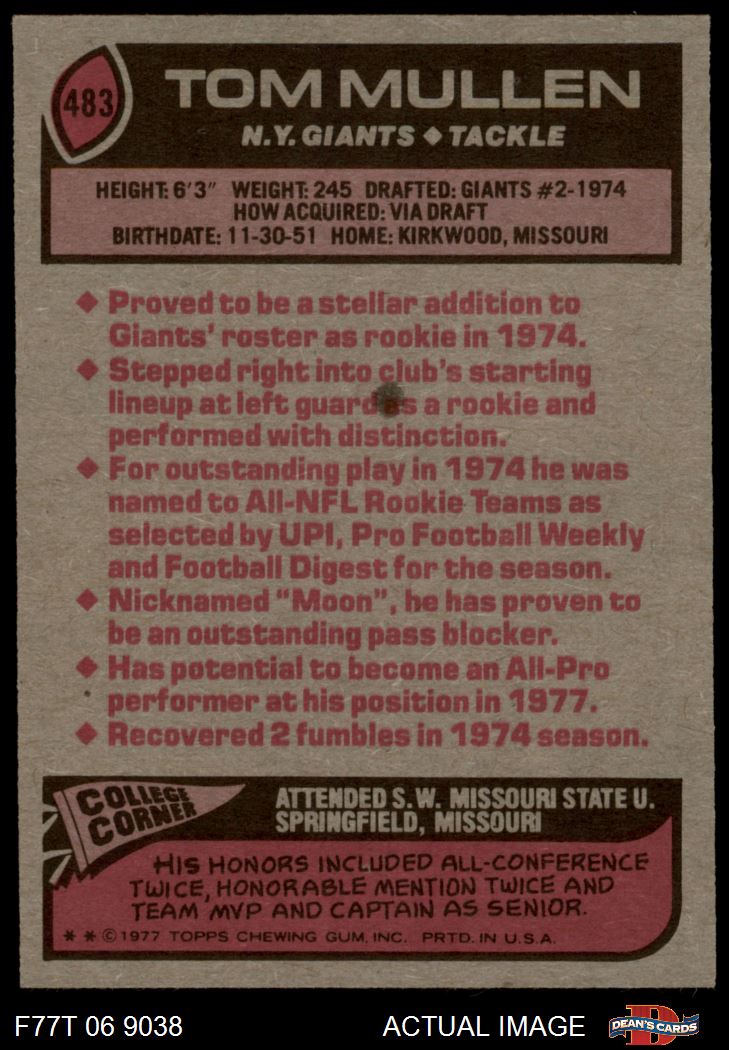 483
TOM MULLEN
N.Y. GIANTS ◆ TACKLE
HEIGHT: 6'3" WEIGHT: 245 DRAFTED: GIANTS #2-1974
HOW ACQUIRED: VIA DRAFT
BIRTHDATE: 11-30-51 HOME: KIRKWOOD, MISSOURI
◆ Proved to be a stellar addition to
Giants' roster as rookie in 1974.
◆ Stepped right into club's starting
lineup at left guard as a rookie and
performed with distinction.
◆ For outstanding play in 1974 he was
named to All-NFL Rookie Teams as
selected by UPI, Pro Football Weekly
and Football Digest for the season.
◆ Nicknamed "Moon", he has proven to
be an outstanding pass blocker.
◆ Has potential to become an All-Pro
performer at his position in 1977.
◆ Recovered 2 fumbles in 1974 season.
COLLEGE
CORNER
ATTENDED S.W. MISSOURI STATE U.
SPRINGFIELD, MISSOURI
HIS HONORS INCLUDED ALL-CONFERENCE
TWICE, HONORABLE MENTION TWICE AND
TEAM MVP AND CAPTAIN AS SENIOR.
* * © 1977 TOPPS CHEWING GUM, INC. PRTD. IN U.S.A.
F77T 06 9038 ACTUAL IMAGE D DEAN'S CARDS